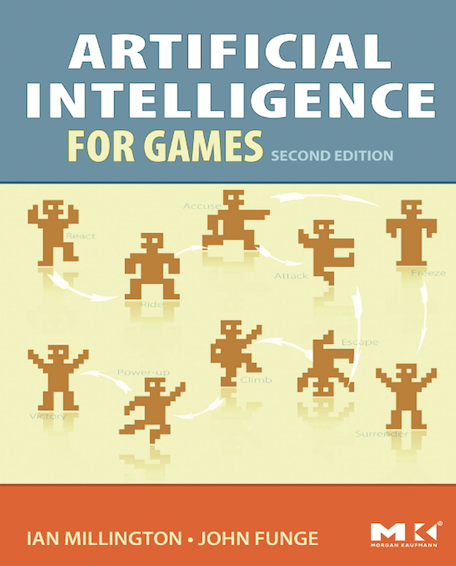 ARTIFICIAL
INTELLIGENCE
FOR GAMES SECOND EDITION
Accuse
React
Attack
Freeze
Ride
Escape
Power-up
Climb
Victory
Surrender
IAN MILLINGTON • JOHN FUNGE
MK®
MORGAN KAUFMANN